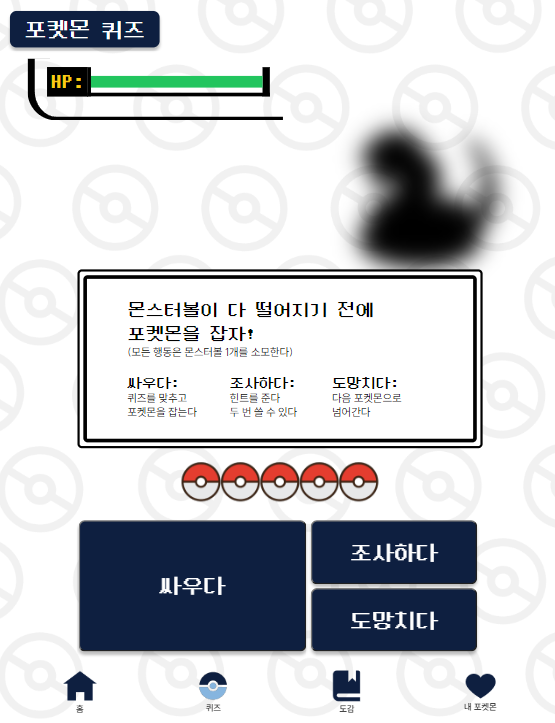 포켓몬 퀴즈
HP:
몬스터볼이 다 떨어지기 전에
포켓몬을 잡자!
(모든 행동은 몬스터볼 1개를 소모한다)
싸우다:
퀴즈를 맞추고
포켓몬을 잡는다
조사하다:
힌트를 준다
두 번 쓸 수 있다
도망치다:
다음 포켓몬으로
넘어간다
싸우다
조사하다
도망치다
홈
퀴즈
도감
내 포켓몬